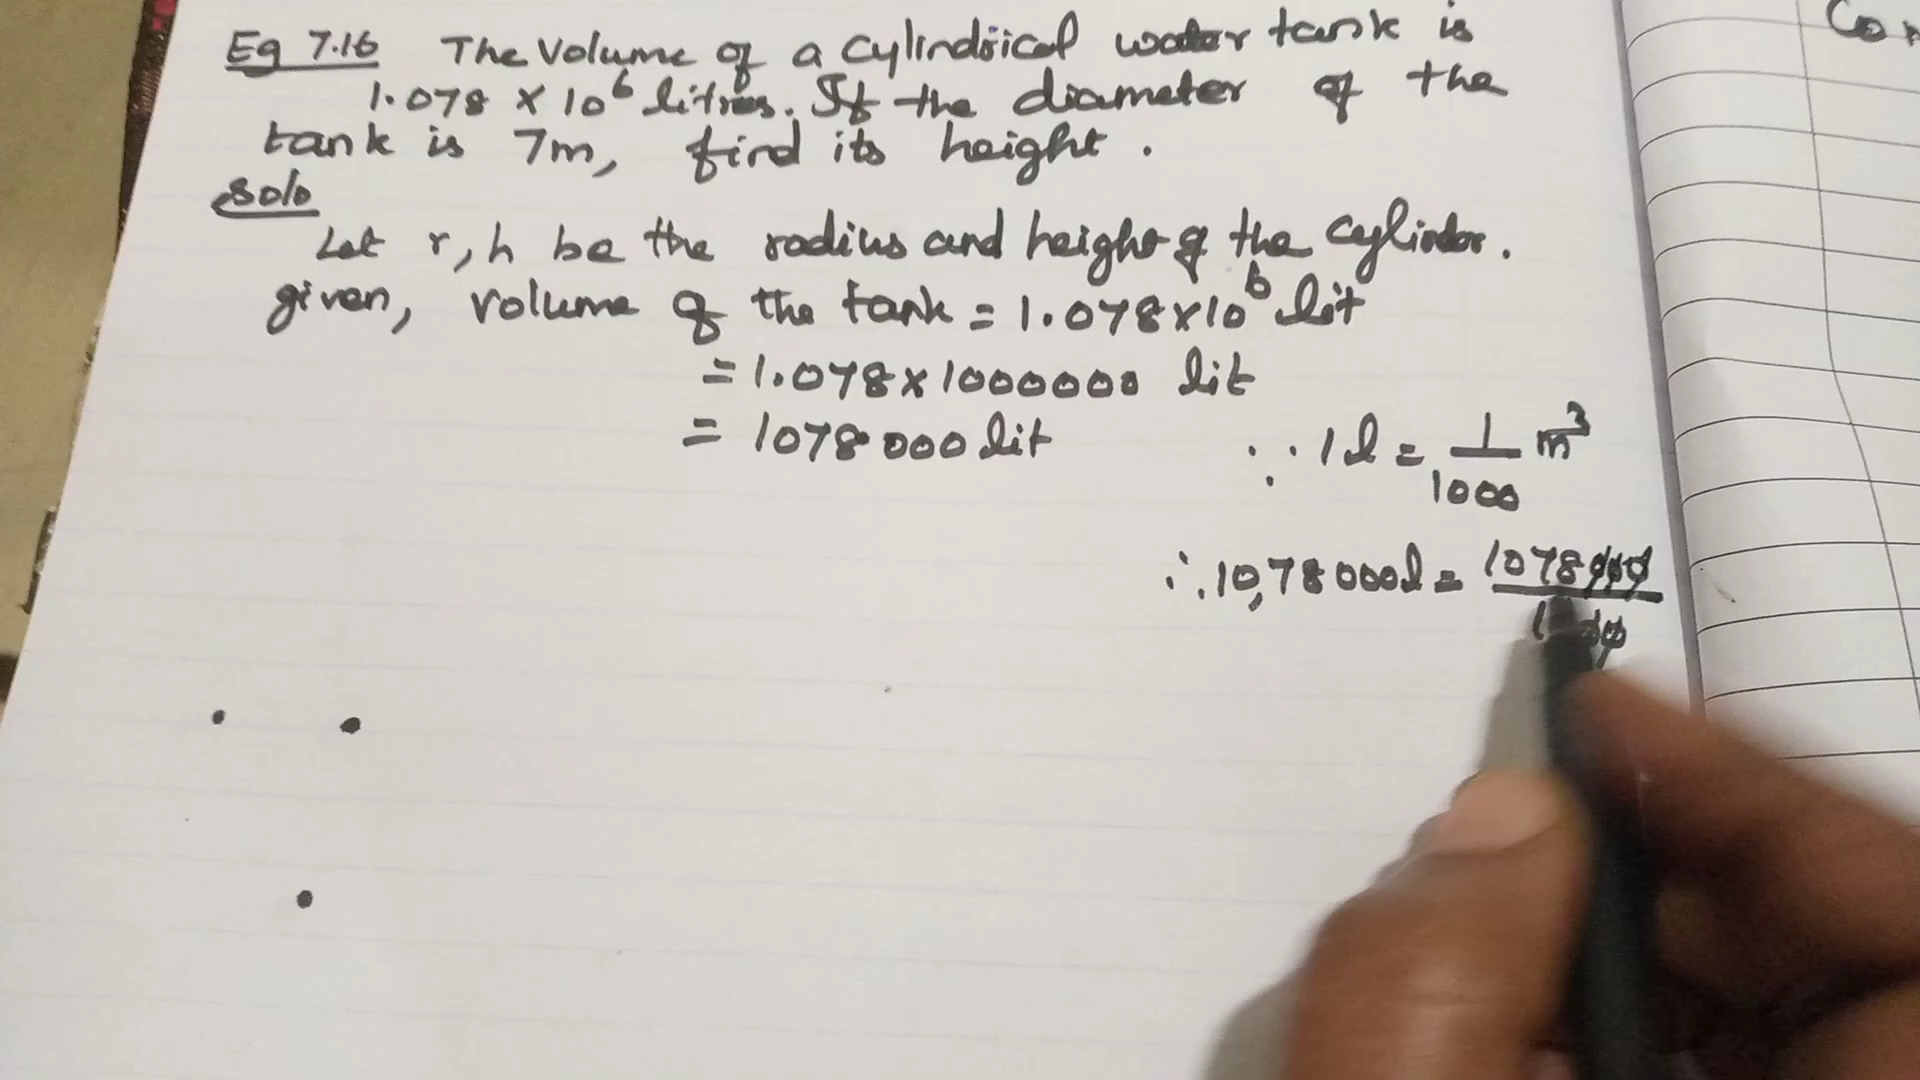 Eg 7.16 The Volume of a cylindrical water tank is
1.078 × 10⁶ litres. If the diameter of the
tank is 7m, find its height.
Soln
Let r, h be the radius and height of the cylinder.
given, volume of the tank = 1.078×10⁶ lit
= 1.078×1000000 lit
= 1078000 lit ∵ 1l = 1/1000 m³
∴ 10,78000l = 1078000/